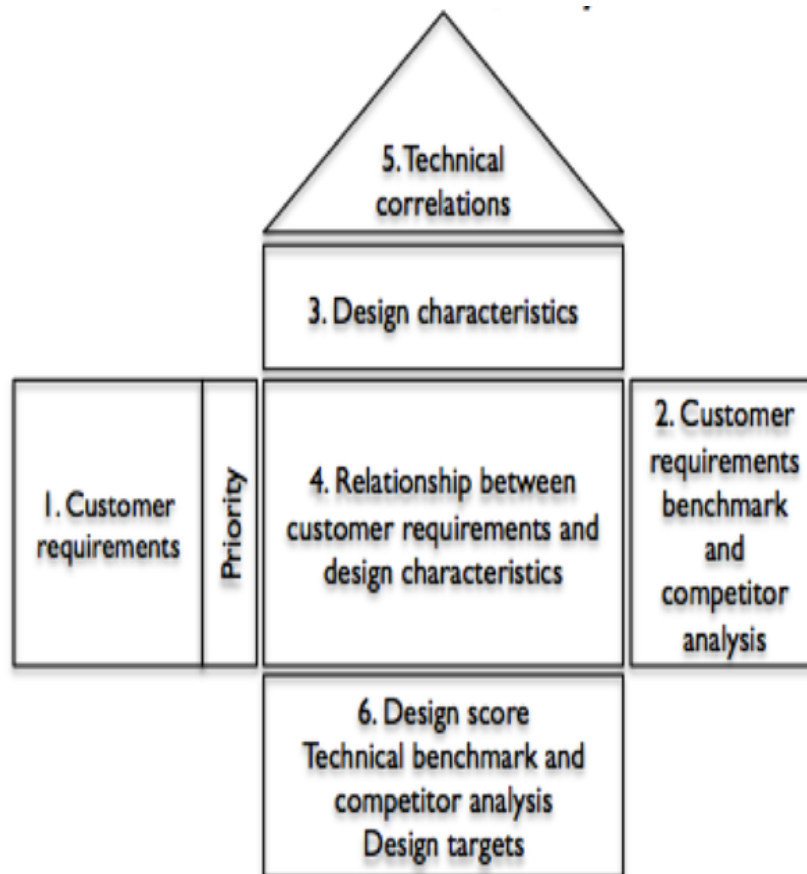 5. Technical
correlations
3. Design characteristics
1. Customer
requirements
Priority
4. Relationship between
customer requirements and
design characteristics
2. Customer
requirements
benchmark
and
competitor
analysis
6. Design score
Technical benchmark and
competitor analysis
Design targets